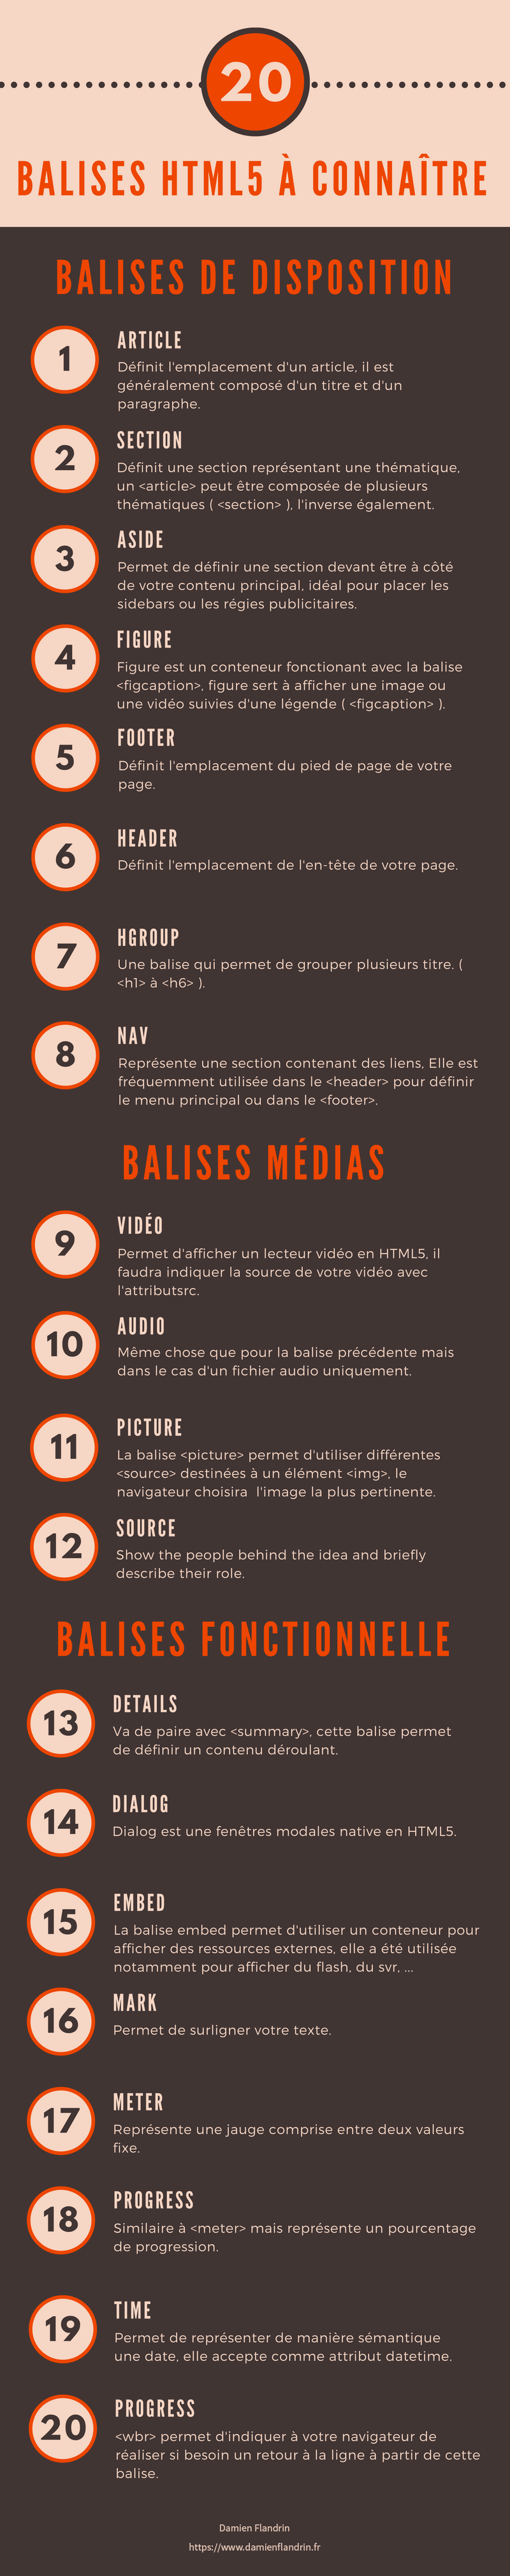 20
BALISES HTML5 À CONNAÎTRE
BALISES DE DISPOSITION
1
ARTICLE
Définit l'emplacement d'un article, il est
généralement composé d'un titre et d'un
paragraphe.
2
SECTION
Définit une section représentant une thématique,
un <article> peut être composée de plusieurs
thématiques ( <section> ), l'inverse également.
3
ASIDE
Permet de définir une section devant être à côté
de votre contenu principal, idéal pour placer les
sidebars ou les régies publicitaires.
4
FIGURE
Figure est un conteneur fonctionant avec la balise
<figcaption>, figure sert à afficher une image ou
une vidéo suivies d'une légende ( <figcaption> ).
5
FOOTER
Définit l'emplacement du pied de page de votre
page.
6
HEADER
Définit l'emplacement de l'en-tête de votre page.
7
HGROUP
Une balise qui permet de grouper plusieurs titre. (
<h1> à <h6> ).
8
NAV
Représente une section contenant des liens, Elle est
fréquemment utilisée dans le <header> pour définir
le menu principal ou dans le <footer>.
BALISES MÉDIAS
9
VIDÉO
Permet d'afficher un lecteur vidéo en HTML5, il
faudra indiquer la source de votre vidéo avec
l'attributsrc.
10
AUDIO
Même chose que pour la balise précédente mais
dans le cas d'un fichier audio uniquement.
11
PICTURE
La balise <picture> permet d'utiliser différentes
<source> destinées à un élément <img>, le
navigateur choisira  l'image la plus pertinente.
12
SOURCE
Show the people behind the idea and briefly
describe their role.
BALISES FONCTIONNELLE
13
DETAILS
Va de paire avec <summary>, cette balise permet
de définir un contenu déroulant.
14
DIALOG
Dialog est une fenêtres modales native en HTML5.
15
EMBED
La balise embed permet d'utiliser un conteneur pour
afficher des ressources externes, elle a été utilisée
notamment pour afficher du flash, du svr, ...
16
MARK
Permet de surligner votre texte.
17
METER
Représente une jauge comprise entre deux valeurs
fixe.
18
PROGRESS
Similaire à <meter> mais représente un pourcentage
de progression.
19
TIME
Permet de représenter de manière sémantique
une date, elle accepte comme attribut datetime.
20
PROGRESS
<wbr> permet d'indiquer à votre navigateur de
réaliser si besoin un retour à la ligne à partir de cette
balise.
Damien Flandrin
https://www.damienflandrin.fr